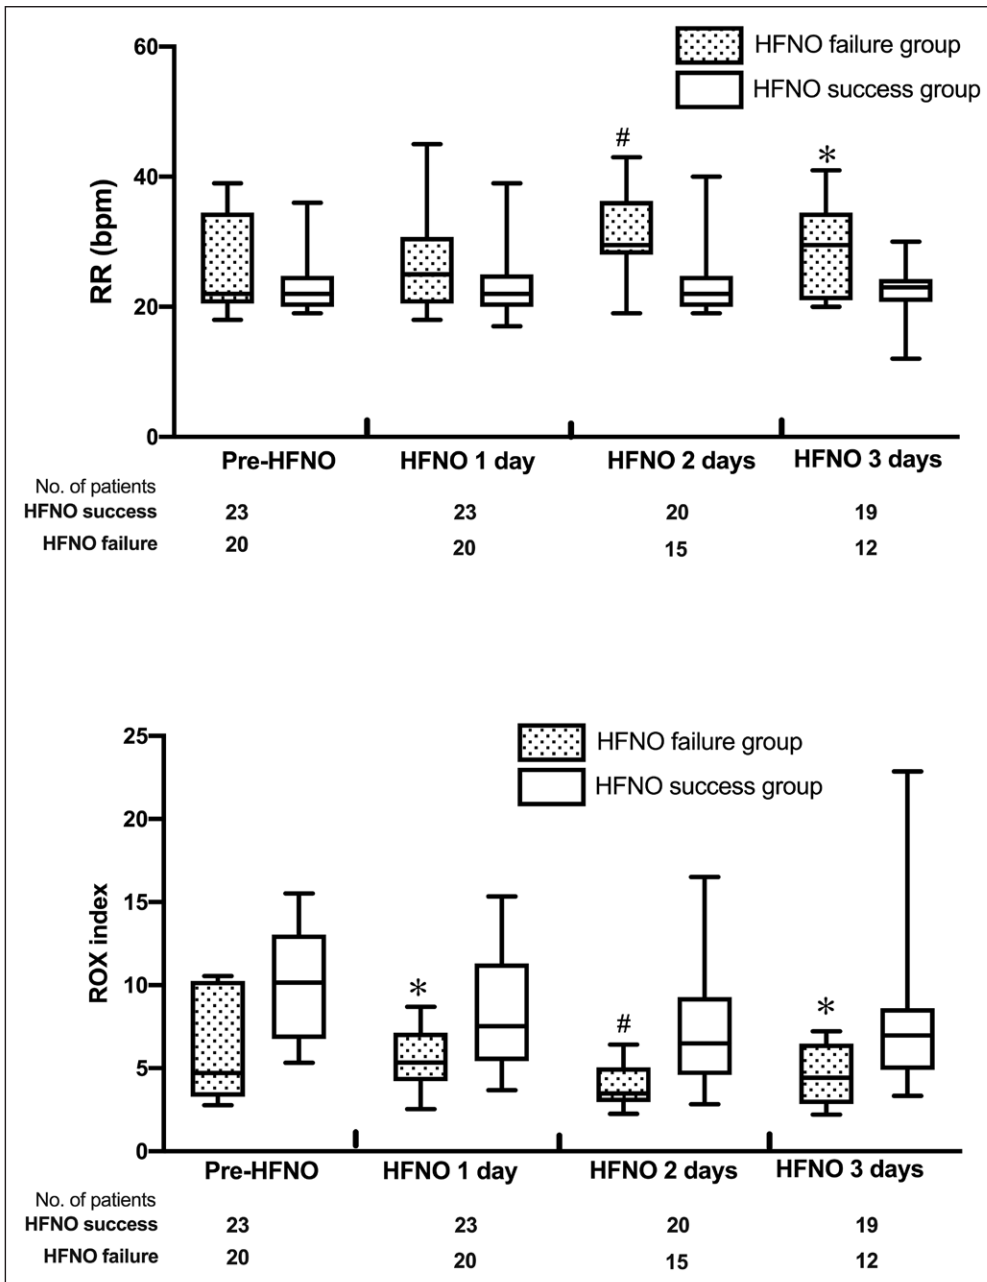 60
HFNO failure group
HFNO success group
#
*
40
RR (bpm)
20
0
Pre-HFNO HFNO 1 day HFNO 2 days HFNO 3 days
No. of patients
HFNO success 23 23 20 19
HFNO failure 20 20 15 12
25
HFNO failure group
HFNO success group
20
15
ROX index
10
* # *
5
0
Pre-HFNO HFNO 1 day HFNO 2 days HFNO 3 days
No. of patients
HFNO success 23 23 20 19
HFNO failure 20 20 15 12